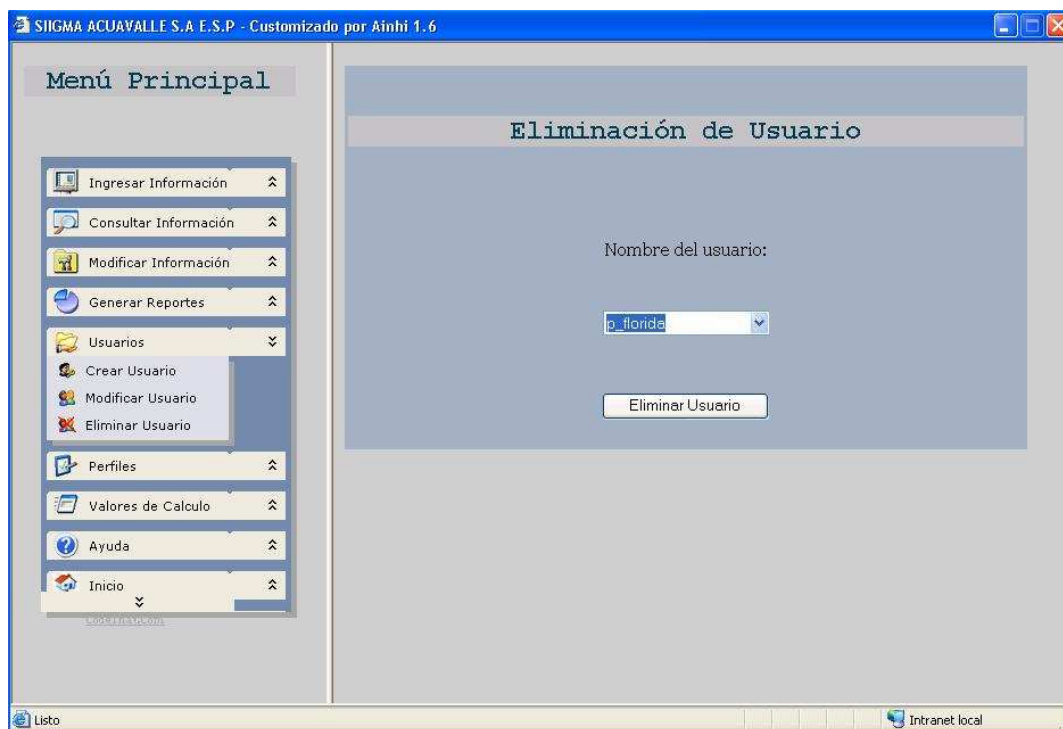 SIIGMA ACUAVALLE S.A E.S.P - Customizado por Ainhi 1.6
Menú Principal
Ingresar Información
Consultar Información
Modificar Información
Generar Reportes
Usuarios
Crear Usuario
Modificar Usuario
Eliminar Usuario
Perfiles
Valores de Calculo
Ayuda
Inicio
Eliminación de Usuario
Nombre del usuario:
p_florida
Eliminar Usuario
Listo
Intranet local